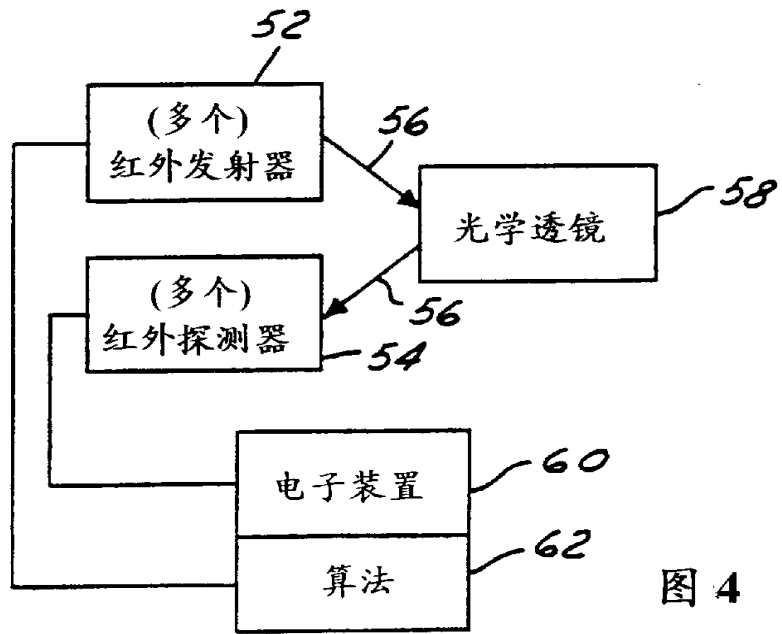 52
(多个)
红外发射器
56
光学透镜
58
(多个)
红外探测器
54
56
电子装置
60
算法
62
图 4